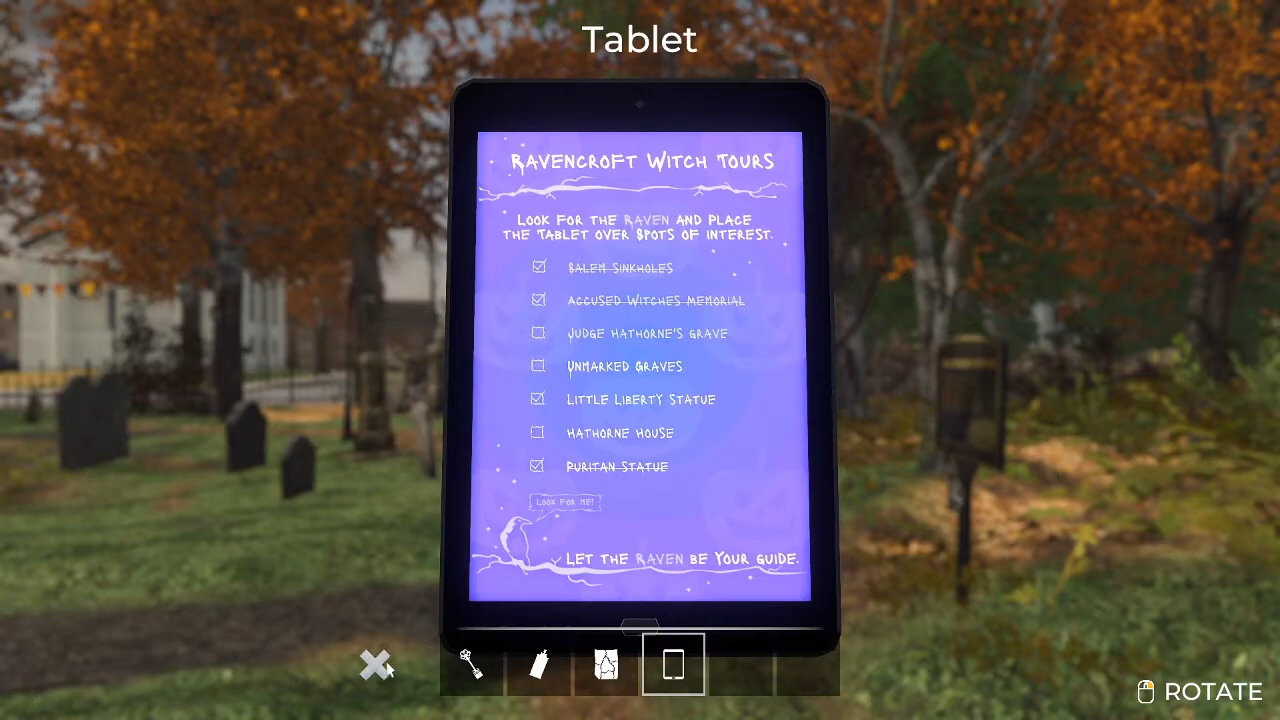 Tablet
RAVENCROFT WITCH TOURS
LOOK FOR THE RAVEN AND PLACE
THE TABLET OVER SPOTS OF INTEREST.
SALEM SINKHOLES
ACCUSED WITCHES MEMORIAL
JUDGE HATHORNE'S GRAVE
UNMARKED GRAVES
LITTLE LIBERTY STATUE
HATHORNE HOUSE
PURITAN STATUE
LOOK FOR ME!
LET THE RAVEN BE YOUR GUIDE.
ROTATE